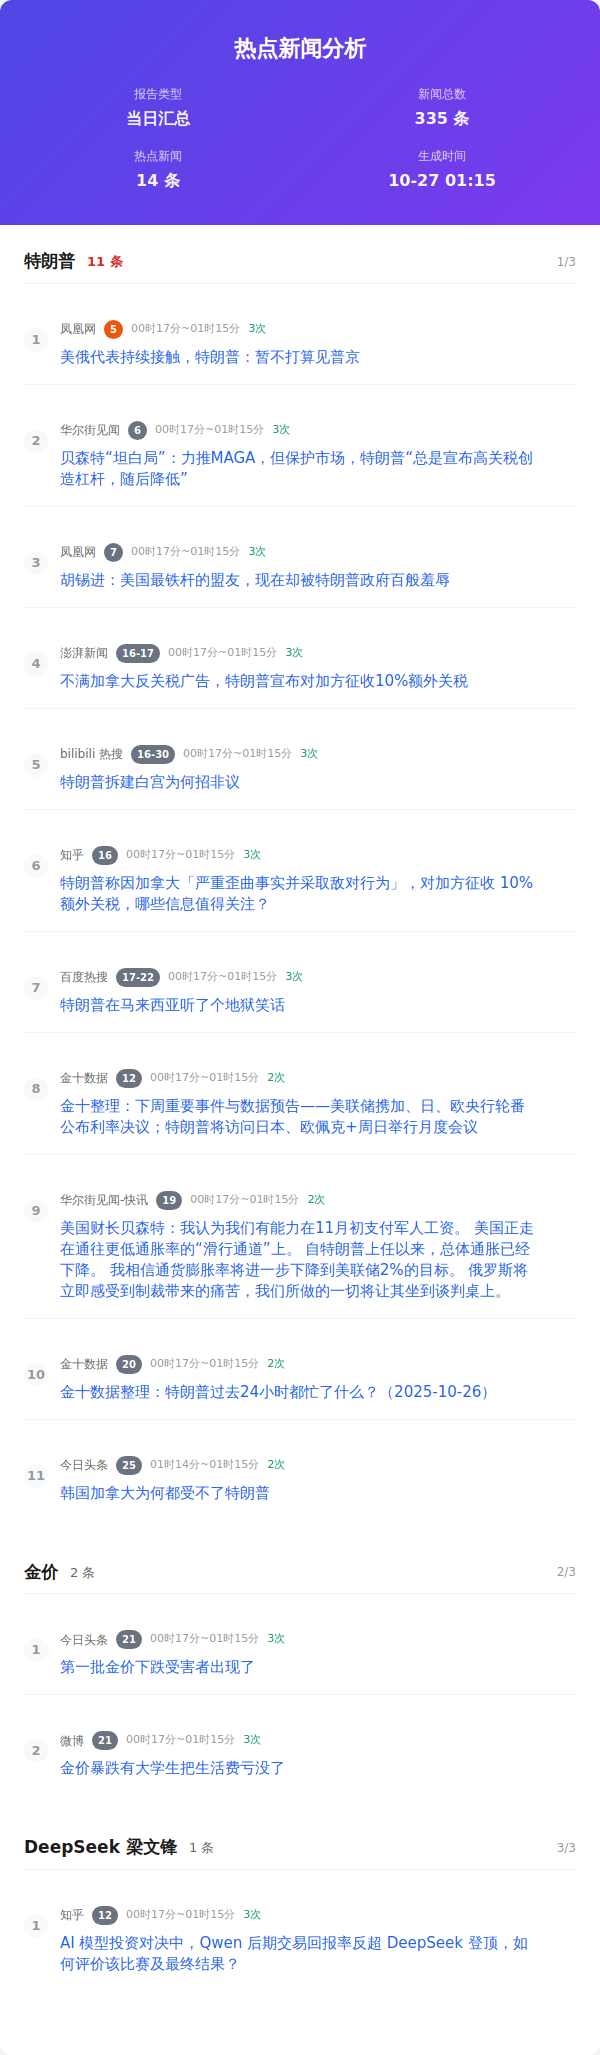 热点新闻分析
报告类型
新闻总数
当日汇总
335 条
热点新闻
生成时间
14 条
10-27 01:15
特朗普 11 条 1/3
1
凤凰网 5 00时17分~01时15分 3次
美俄代表持续接触，特朗普：暂不打算见普京
2
华尔街见闻 6 00时17分~01时15分 3次
贝森特“坦白局”：力推MAGA，但保护市场，特朗普“总是宣布高关税创
造杠杆，随后降低”
3
凤凰网 7 00时17分~01时15分 3次
胡锡进：美国最铁杆的盟友，现在却被特朗普政府百般羞辱
4
澎湃新闻 16-17 00时17分~01时15分 3次
不满加拿大反关税广告，特朗普宣布对加方征收10%额外关税
5
bilibili 热搜 16-30 00时17分~01时15分 3次
特朗普拆建白宫为何招非议
6
知乎 16 00时17分~01时15分 3次
特朗普称因加拿大「严重歪曲事实并采取敌对行为」，对加方征收 10%
额外关税，哪些信息值得关注？
7
百度热搜 17-22 00时17分~01时15分 3次
特朗普在马来西亚听了个地狱笑话
8
金十数据 12 00时17分~01时15分 2次
金十整理：下周重要事件与数据预告——美联储携加、日、欧央行轮番
公布利率决议；特朗普将访问日本、欧佩克+周日举行月度会议
9
华尔街见闻-快讯 19 00时17分~01时15分 2次
美国财长贝森特：我认为我们有能力在11月初支付军人工资。 美国正走
在通往更低通胀率的“滑行通道”上。 自特朗普上任以来，总体通胀已经
下降。 我相信通货膨胀率将进一步下降到美联储2%的目标。 俄罗斯将
立即感受到制裁带来的痛苦，我们所做的一切将让其坐到谈判桌上。
10
金十数据 20 00时17分~01时15分 2次
金十数据整理：特朗普过去24小时都忙了什么？（2025-10-26）
11
今日头条 25 01时14分~01时15分 2次
韩国加拿大为何都受不了特朗普
金价 2 条 2/3
1
今日头条 21 00时17分~01时15分 3次
第一批金价下跌受害者出现了
2
微博 21 00时17分~01时15分 3次
金价暴跌有大学生把生活费亏没了
DeepSeek 梁文锋 1 条 3/3
1
知乎 12 00时17分~01时15分 3次
AI 模型投资对决中，Qwen 后期交易回报率反超 DeepSeek 登顶，如
何评价该比赛及最终结果？